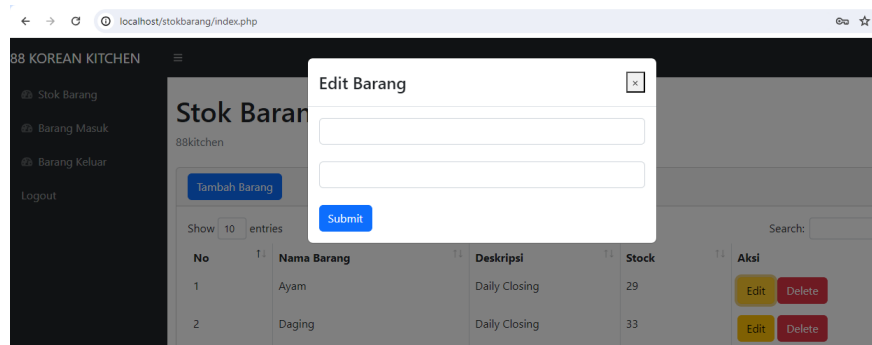 localhost/stokbarang/index.php
88 KOREAN KITCHEN
Edit Barang
×
Submit
Stok Barang
Barang Masuk
Barang Keluar
Logout
Stok Baran
88kitchen
Tambah Barang
Show 10 entries
Search:
No Nama Barang Deskripsi Stock Aksi
1 Ayam Daily Closing 29 Edit Delete
2 Daging Daily Closing 33 Edit Delete